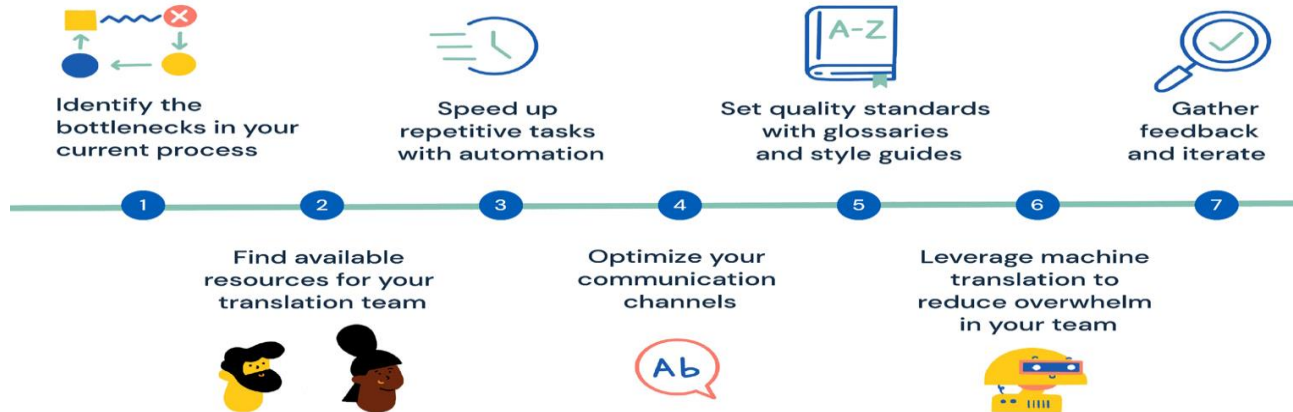 Identify the
bottlenecks in your
current process
1
Find available
resources for your
translation team
2
Speed up
repetitive tasks
with automation
3
Optimize your
communication
channels
Ab
4
A-Z
Set quality standards
with glossaries
and style guides
5
Leverage machine
translation to
reduce overwhelm
in your team
6
Gather
feedback
and iterate
7